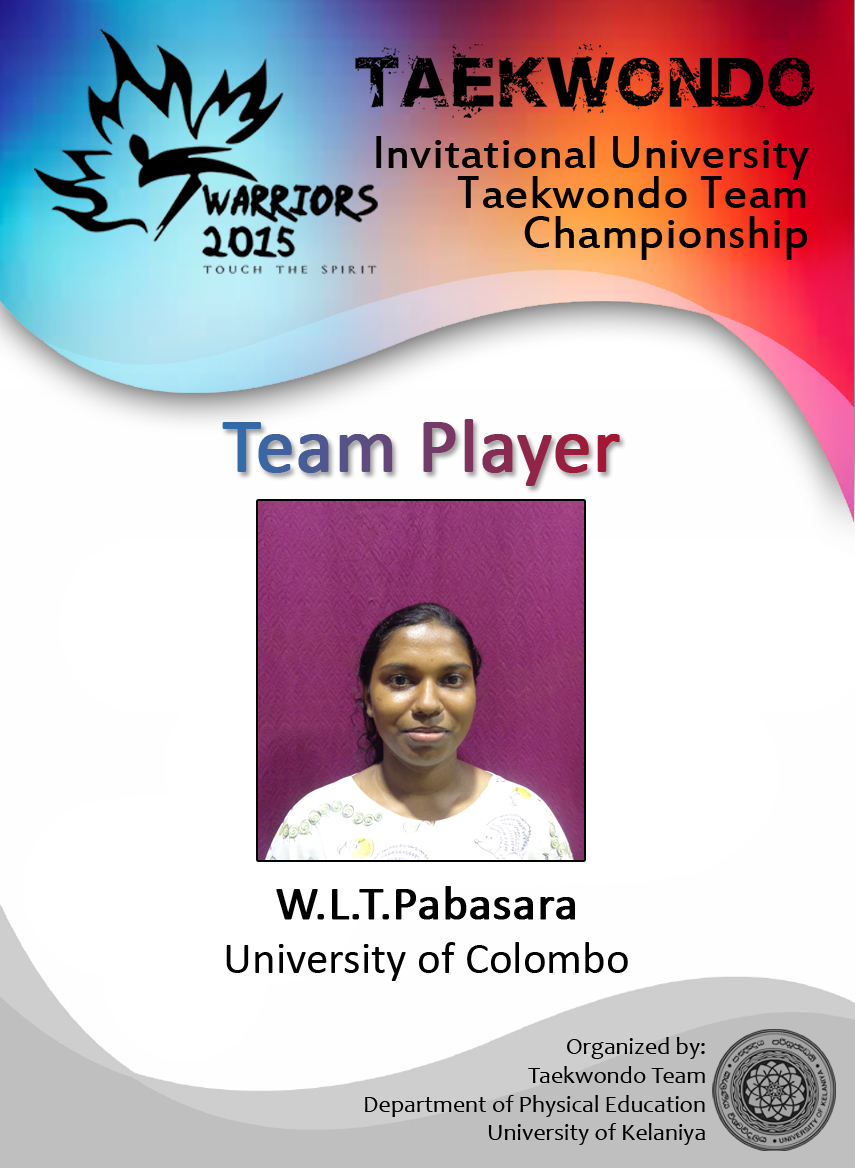 TAEKWONDO
Invitational University
Taekwondo Team
Championship
WARRIORS
2015
TOUCH THE SPIRIT
Team Player
W.L.T.Pabasara
University of Colombo
Organized by:
Taekwondo Team
Department of Physical Education
University of Kelaniya
UNIVERSITY OF KELANIYA